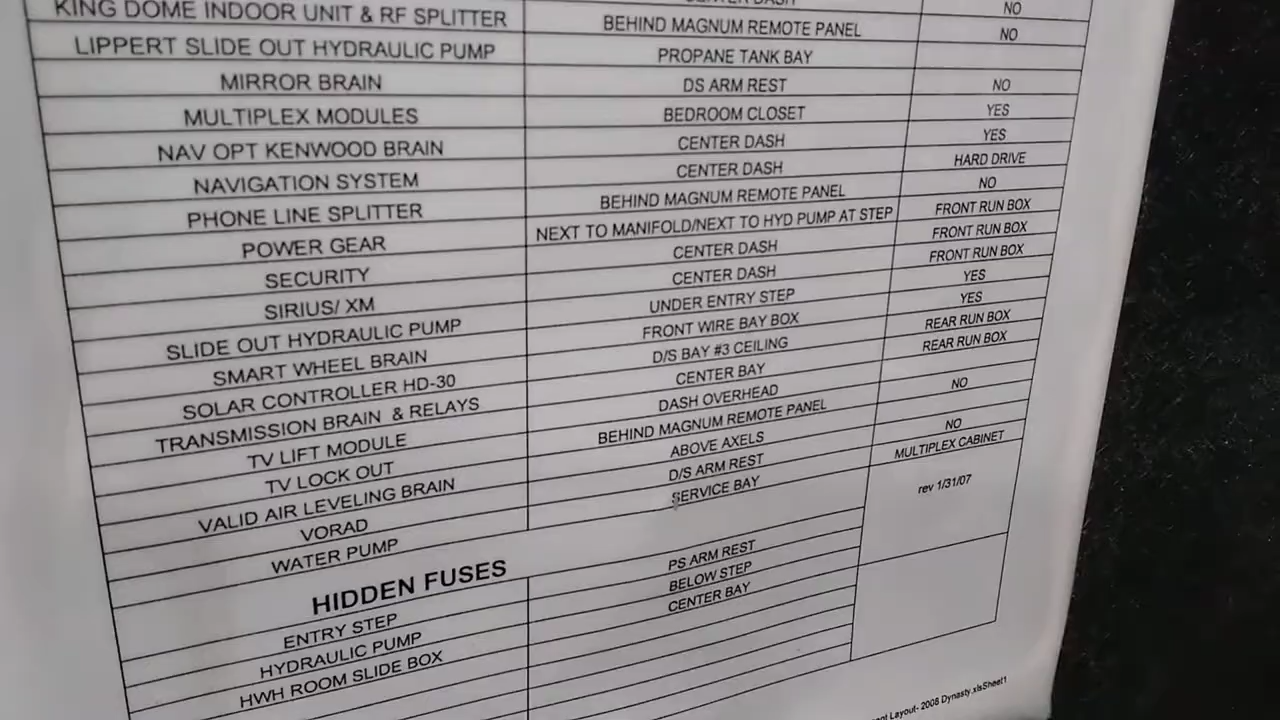 CENTER DASH NO
KING DOME INDOOR UNIT & RF SPLITTER BEHIND MAGNUM REMOTE PANEL NO
LIPPERT SLIDE OUT HYDRAULIC PUMP PROPANE TANK BAY
MIRROR BRAIN DS ARM REST NO
MULTIPLEX MODULES BEDROOM CLOSET YES
NAV OPT KENWOOD BRAIN CENTER DASH YES
NAVIGATION SYSTEM CENTER DASH HARD DRIVE
PHONE LINE SPLITTER BEHIND MAGNUM REMOTE PANEL NO
POWER GEAR NEXT TO MANIFOLD/NEXT TO HYD PUMP AT STEP FRONT RUN BOX
SECURITY CENTER DASH FRONT RUN BOX
SIRIUS/ XM CENTER DASH FRONT RUN BOX
SLIDE OUT HYDRAULIC PUMP UNDER ENTRY STEP YES
SMART WHEEL BRAIN FRONT WIRE BAY BOX YES
SOLAR CONTROLLER HD-30 D/S BAY #3 CEILING REAR RUN BOX
TRANSMISSION BRAIN & RELAYS CENTER BAY REAR RUN BOX
TV LIFT MODULE DASH OVERHEAD
TV LOCK OUT BEHIND MAGNUM REMOTE PANEL NO
VALID AIR LEVELING BRAIN ABOVE AXELS
VORAD D/S ARM REST NO
WATER PUMP SERVICE BAY MULTIPLEX CABINET
HIDDEN FUSES rev 1/31/07
ENTRY STEP PS ARM REST
HYDRAULIC PUMP BELOW STEP
HWH ROOM SLIDE BOX CENTER BAY
Layout- 2008 Dynasty.xlsSheet1